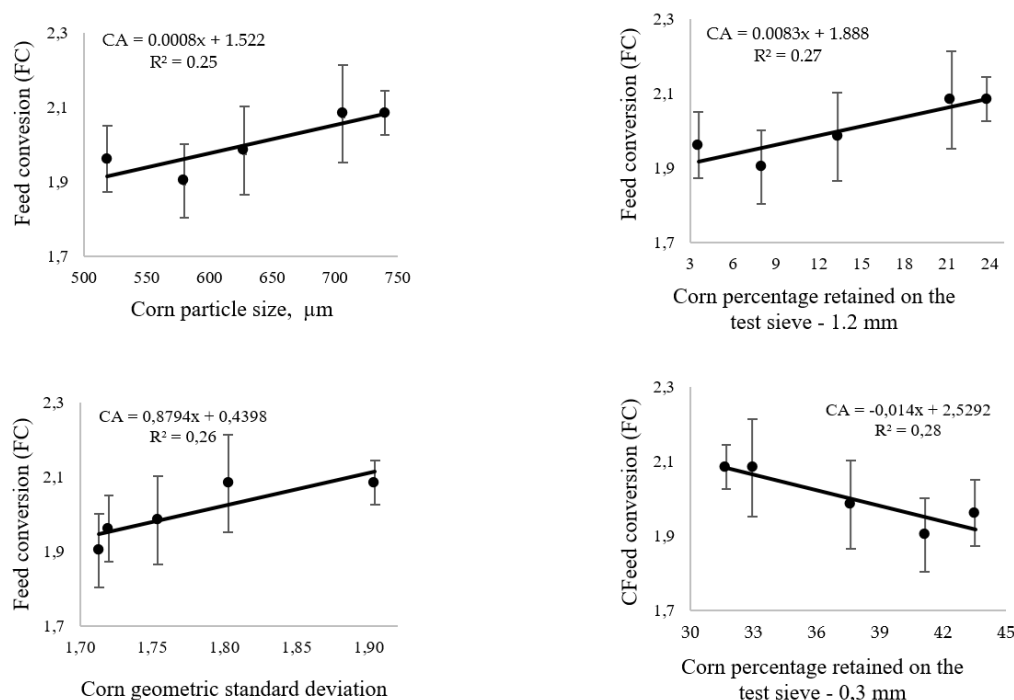 2,3
2,1
1,9
1,7
Feed convesion (FC)
CA = 0.0008x + 1.522
R² = 0.25
500 550 600 650 700 750
Corn particle size, µm
2,3
2,1
1,9
1,7
Feed conversion (FC)
CA = 0.0083x + 1.888
R² = 0.27
3 6 9 12 15 18 21 24
Corn percentage retained on the
test sieve - 1.2 mm
2,3
2,1
1,9
1,7
Feed conversion (FC)
CA = 0,8794x + 0,4398
R² = 0,26
1,70 1,75 1,80 1,85 1,90
Corn geometric standard deviation
2,3
2,1
1,9
1,7
CFeed conversion (FC)
CA = -0,014x + 2,5292
R² = 0,28
30 33 36 39 42 45
Corn percentage retained on the
test sieve - 0,3 mm